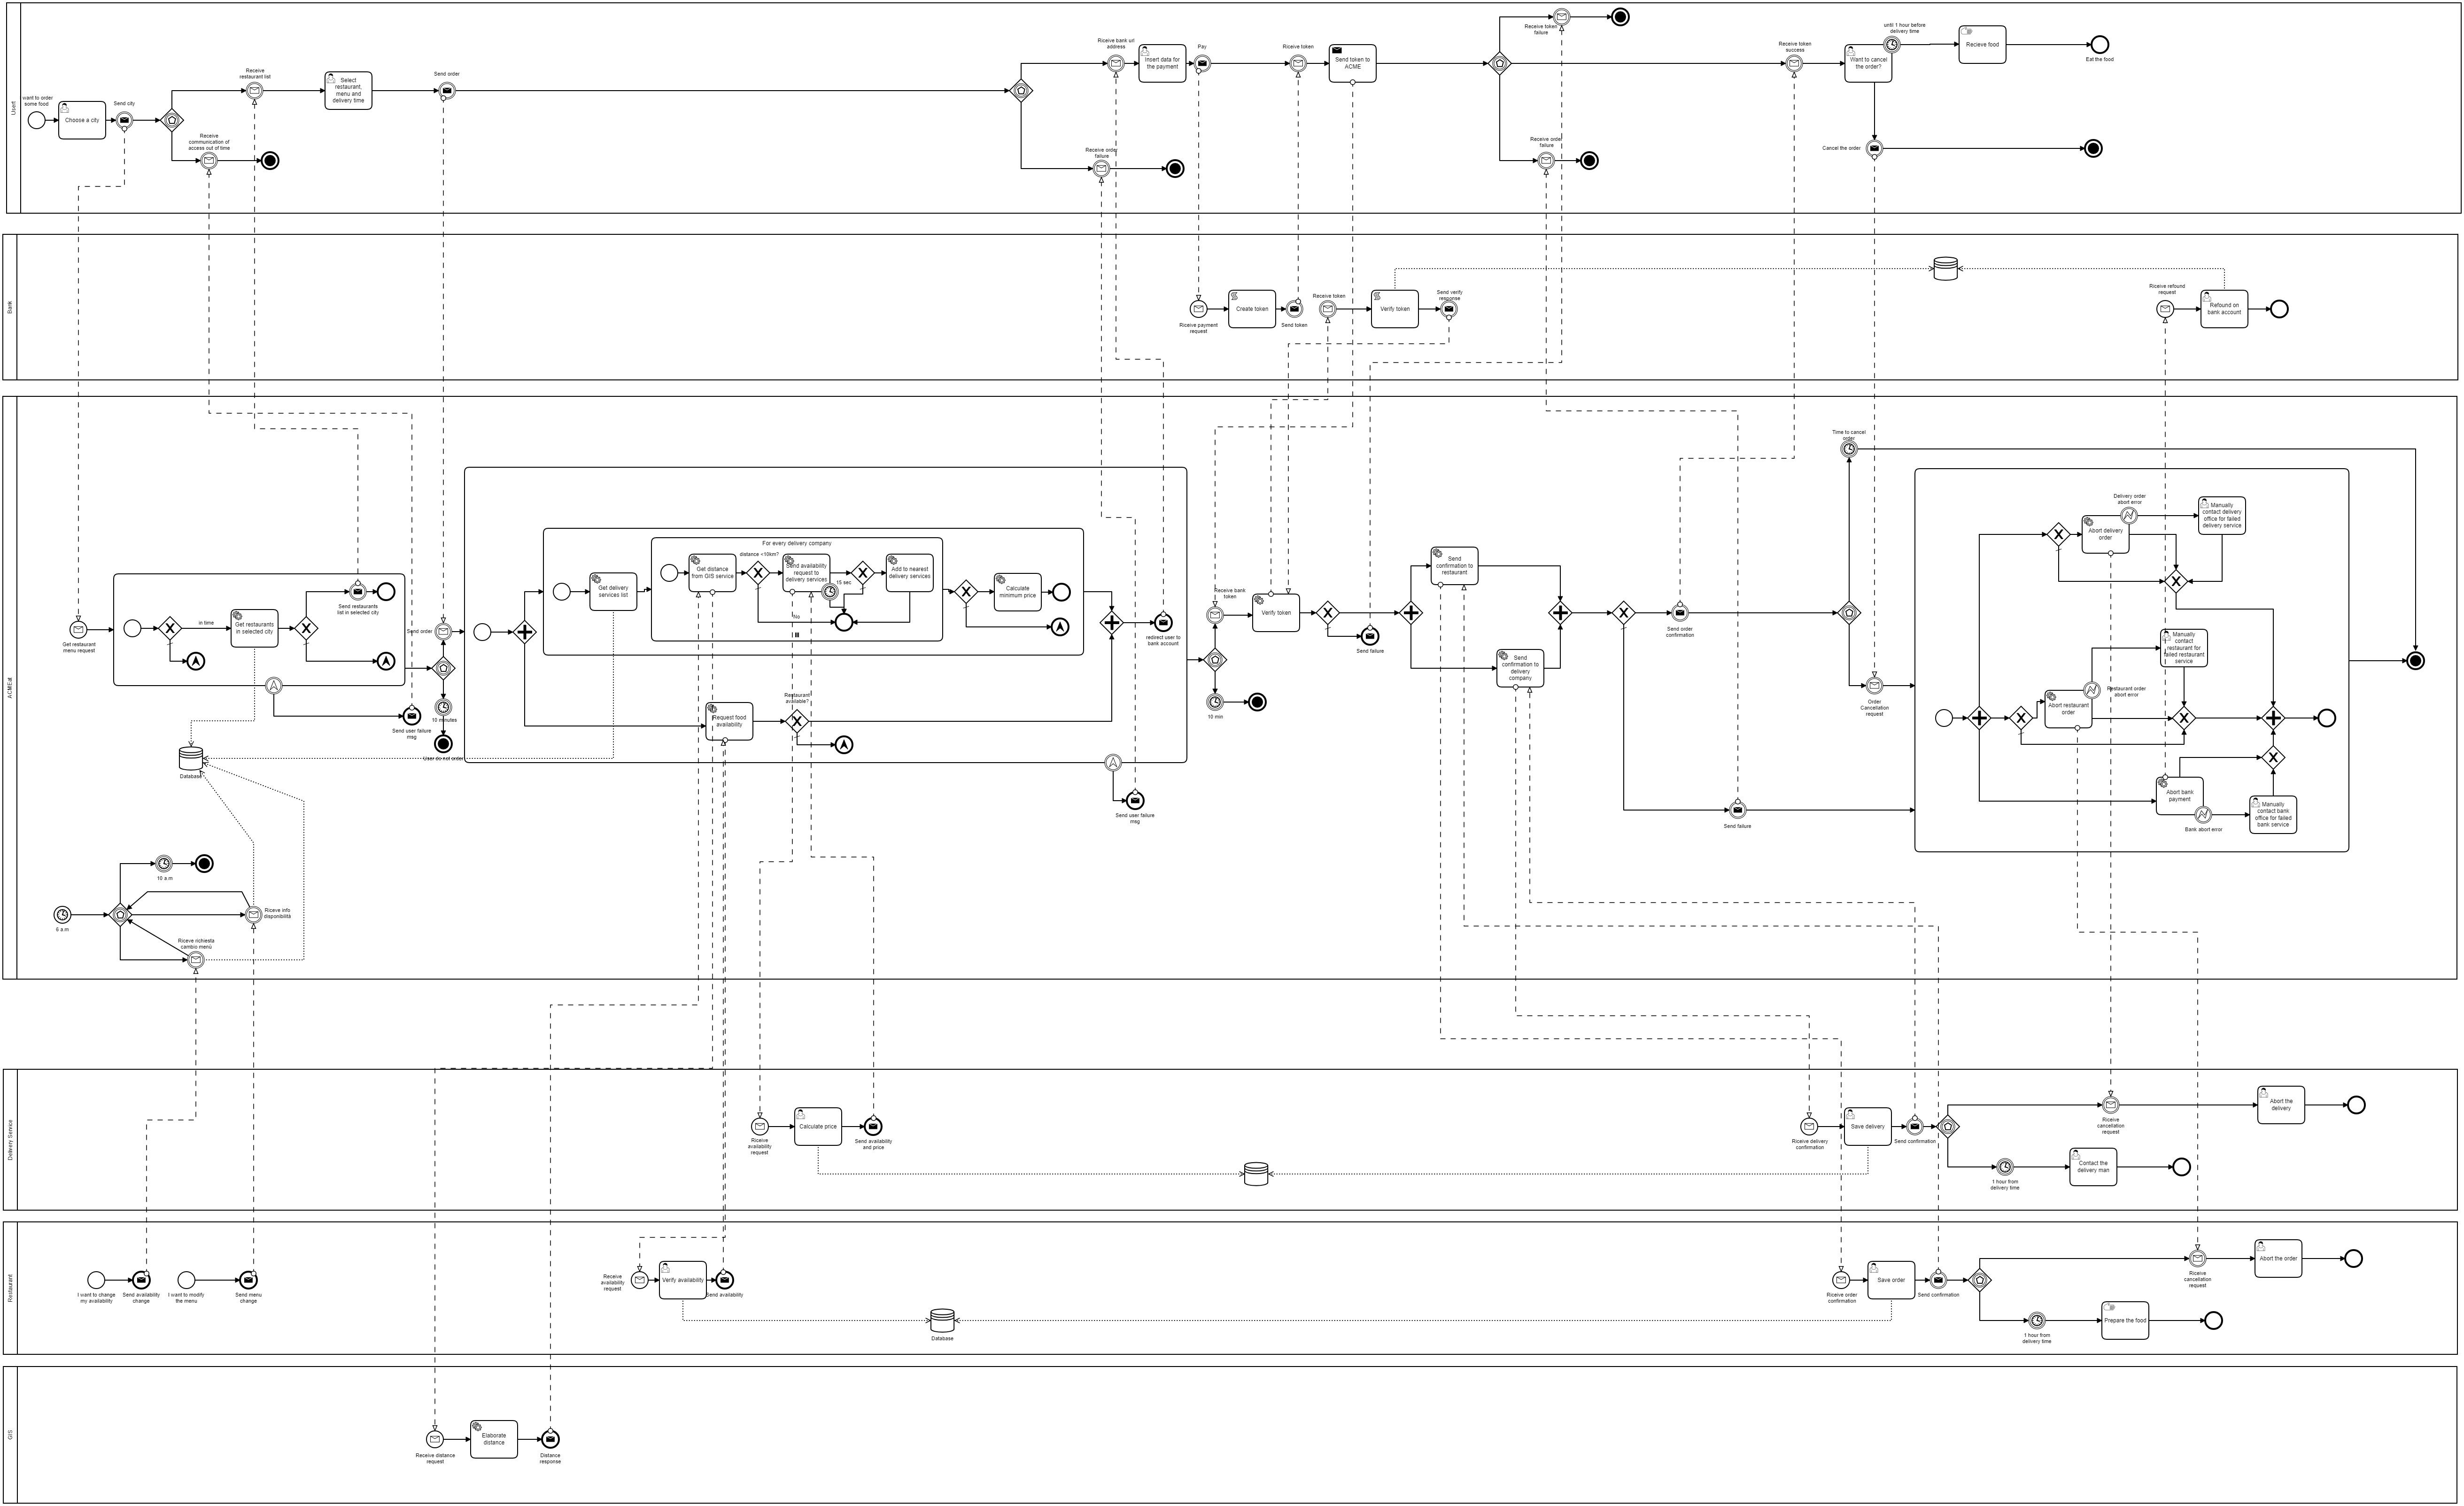 User
want to order
some food
Choose a city
Send city
Receive
restaurant list
Receive
communication of
access out of time
Select
restaurant,
menu and
delivery time
Send order
Riceive bank url
address
Insert data for
the payment
Pay
Riceive token
Send token to
ACME
Receive order
failure
Receive token
failure
Receive order
failure
Receive token
success
Want to cancel
the order?
until 1 hour before
delivery time
Recieve food
Eat the food
Cancel the order
Bank
Riceive payment
request
Create token
Send token
Receive token
Verify token
Send verify
response
Riceive refound
request
Refound on
bank account
ACMEat
Get restaurant
menu request
in time
Get restaurants
in selected city
Send restaurants
list in selected city
Send user failure
msg
Send order
10 minutes
User do not order
Database
Get delivery
services list
For every delivery company
Get distance
from GIS service
distance <10km?
Send availability
request to
delivery services
15 sec
no
Add to nearest
delivery services
Calculate
minimum price
Request food
availability
Restaurant
available?
redirect user to
bank account
Send user failure
msg
Receive bank
token
10 min
Verify token
Send failure
Send
confirmation to
restaurant
Send
confirmation to
delivery
company
Send order
confirmation
Send failure
Time to cancel
order
Order
Cancellation
request
Abort delivery
order
Delivery order
abort error
Manually
contact delivery
office for failed
delivery service
Abort restaurant
order
Restaurant order
abort error
Manually
contact
restaurant for
failed restaurant
service
Abort bank
payment
Bank abort error
Manually
contact bank
office for failed
bank service
6 a.m
10 a.m
Riceve info
disponibilità
Riceve richiesta
cambio menù
Delivery Service
Riceive
availability
request
Calculate price
Send availability
and price
Riceive delivery
confirmation
Save delivery
Send confirmation
Riceive
cancellation
request
Abort the
delivery
1 hour from
delivery time
Contact the
delivery man
Restaurant
I want to change
my availability
Send availability
change
I want to modify
the menu
Send menu
change
Receive
availability
request
Verify availability
Send availability
Database
Riceive order
confirmation
Save order
Send confirmation
Riceive
cancellation
request
Abort the order
1 hour from
delivery time
Prepare the food
GIS
Receive distance
request
Elaborate
distance
Distance
response